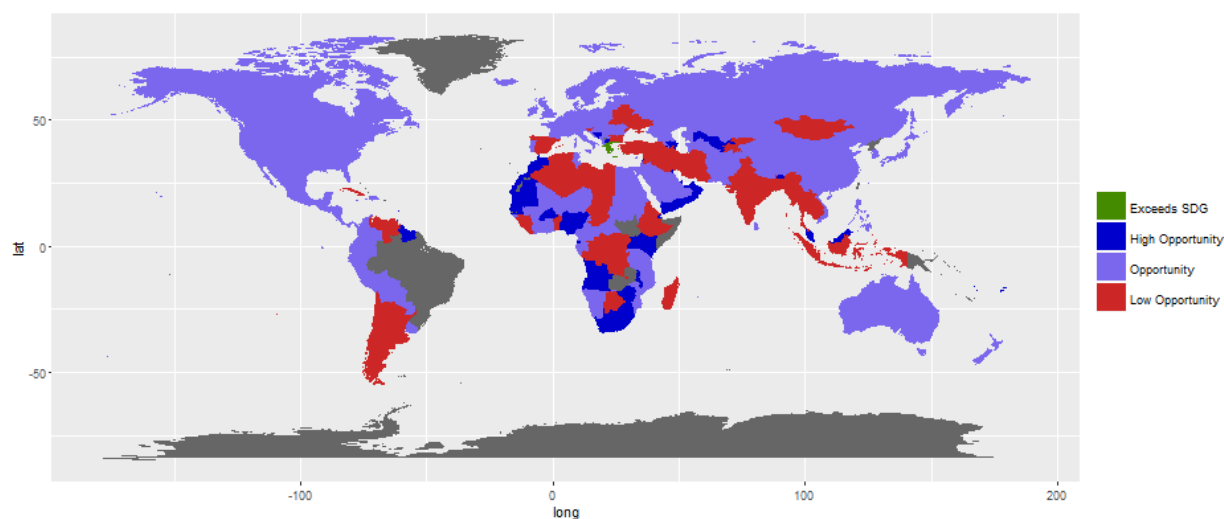 50
0
-50
lat
-100
0
100
200
long
Exceeds SDG
High Opportunity
Opportunity
Low Opportunity